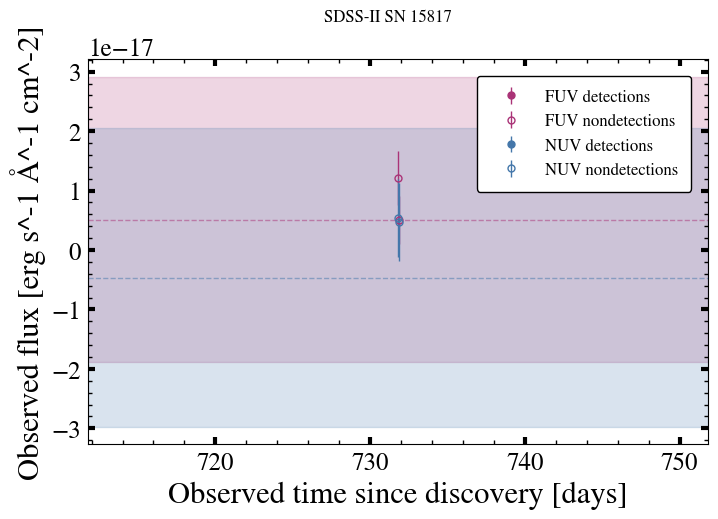 SDSS-II SN 15817
1e−17
Observed flux [erg s^-1 Å^-1 cm^-2]
3
2
1
0
−1
−2
−3
FUV detections
FUV nondetections
NUV detections
NUV nondetections
720 730 740 750
Observed time since discovery [days]